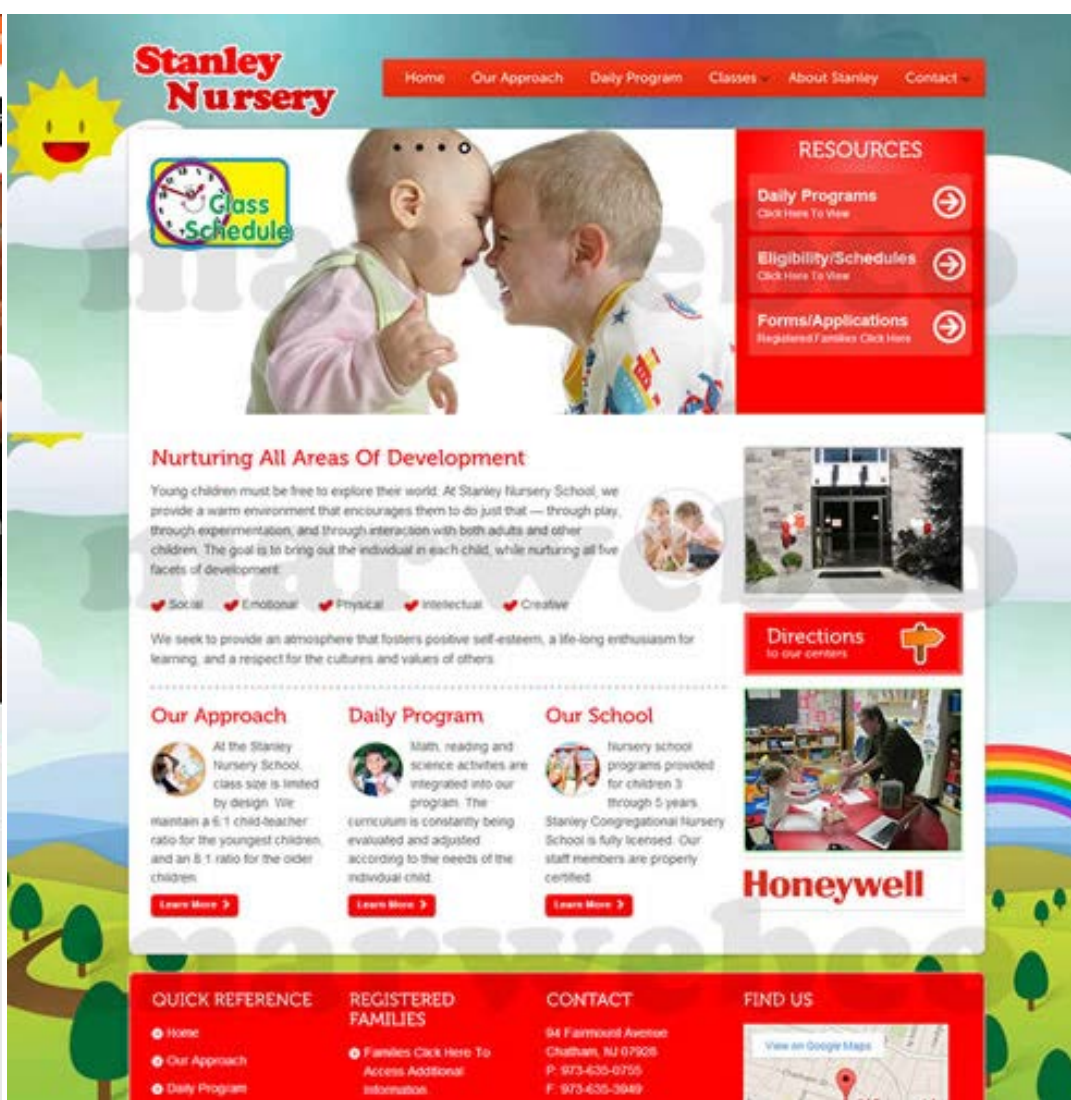 Stanley
Nursery
Home Our Approach Daily Program Classes About Stanley Contact
Class
Schedule
RESOURCES
Daily Programs
Click Here To View
Eligibility/Schedules
Click Here To View
Forms/Applications
Registered Families Click Here
marwebco
Nurturing All Areas Of Development
Young children must be free to explore their world. At Stanley Nursery School, we
provide a warm environment that encourages them to do just that — through play,
through experimentation, and through interaction with both adults and other
children. The goal is to bring out the individual in each child, while nurturing all five
facets of development:
Social Emotional Physical Intellectual Creative
We seek to provide an atmosphere that fosters positive self-esteem, a life-long enthusiasm for
learning, and a respect for the cultures and values of others.
marwebco
Directions
to our centers
Our Approach
At the Stanley
Nursery School,
class size is limited
by design. We
maintain a 6:1 child-teacher
ratio for the youngest children,
and an 8:1 ratio for the older
children.
Learn More
Daily Program
Math, reading and
science activities are
integrated into our
program. The
curriculum is constantly being
evaluated and adjusted
according to the needs of the
individual child.
Learn More
Our School
Nursery school
programs provided
for children 3
through 5 years.
Stanley Congregational Nursery
School is fully licensed. Our
staff members are properly
certified.
Learn More
Honeywell
marwebco
QUICK REFERENCE
Home
Our Approach
Daily Program
REGISTERED
FAMILIES
Families Click Here To
Access Additional
Information
CONTACT
94 Fairmount Avenue
Chatham, NJ 07928
P: 973-635-0755
F: 973-635-3949
FIND US
View on Google Maps
Chatham St